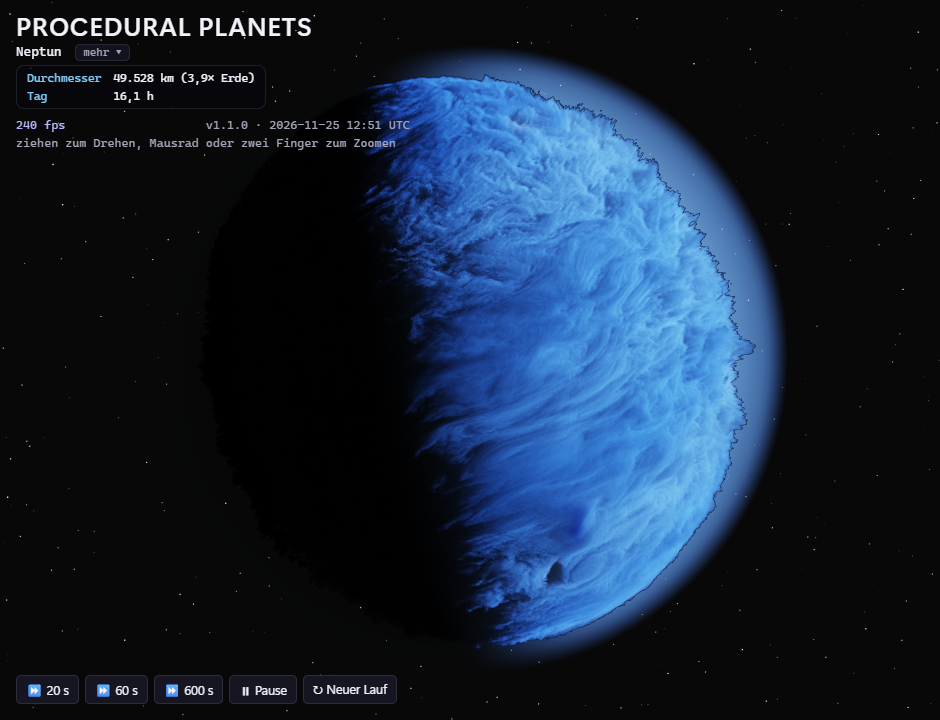 PROCEDURAL PLANETS
Neptun mehr ▾
Durchmesser 49.528 km (3,9× Erde)
Tag 16,1 h
240 fps v1.1.0 · 2026-11-25 12:51 UTC
ziehen zum Drehen, Mausrad oder zwei Finger zum Zoomen
⏩ 20 s ⏩ 60 s ⏩ 600 s ⏸ Pause ↻ Neuer Lauf